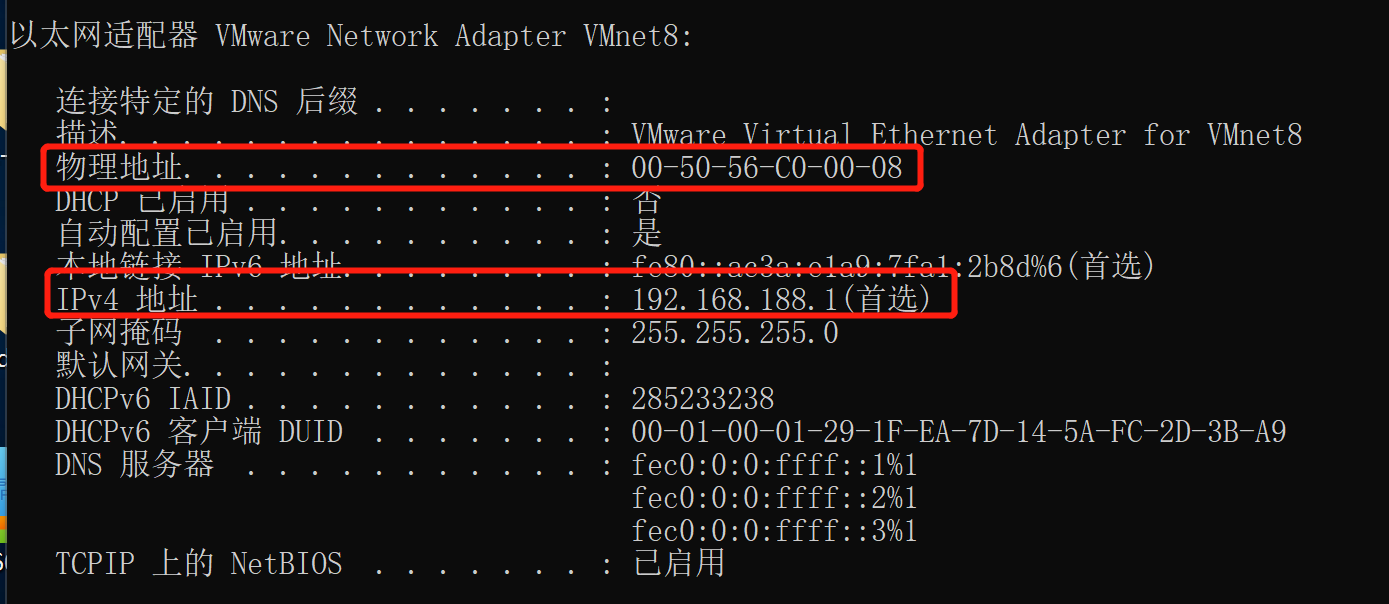 以太网适配器 VMware Network Adapter VMnet8:
连接特定的 DNS 后缀 . . . . . . . :
描述. . . . . . . . . . . . . . . : VMware Virtual Ethernet Adapter for VMnet8
物理地址. . . . . . . . . . . . . : 00-50-56-C0-00-08
DHCP 已启用 . . . . . . . . . . . : 否
自动配置已启用. . . . . . . . . . : 是
本地链接 IPv6 地址. . . . . . . . : fe80::ac3a:e1a9:7fa1:2b8d%6(首选)
IPv4 地址 . . . . . . . . . . . . : 192.168.188.1(首选)
子网掩码  . . . . . . . . . . . . : 255.255.255.0
默认网关. . . . . . . . . . . . . :
DHCPv6 IAID . . . . . . . . . . . : 285233238
DHCPv6 客户端 DUID  . . . . . . . : 00-01-00-01-29-1F-EA-7D-14-5A-FC-2D-3B-A9
DNS 服务器  . . . . . . . . . . . : fec0:0:0:ffff::1%1
fec0:0:0:ffff::2%1
fec0:0:0:ffff::3%1
TCPIP 上的 NetBIOS  . . . . . . . : 已启用